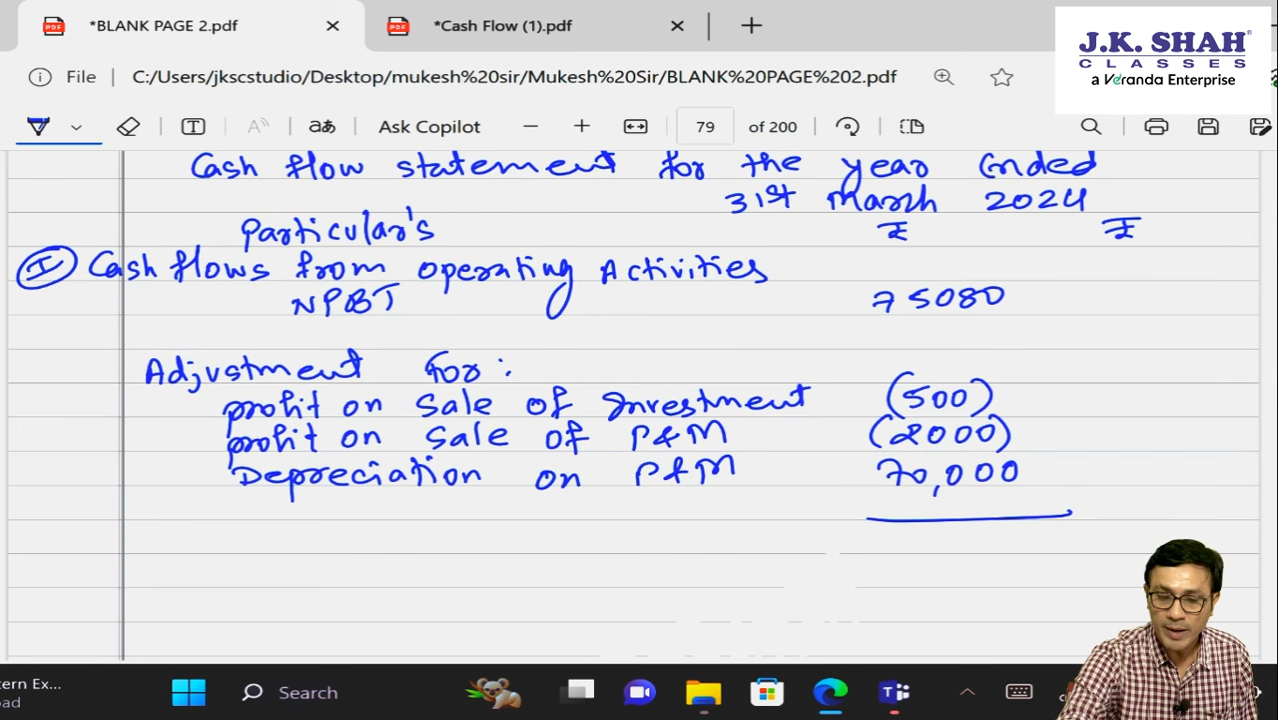 *BLANK PAGE 2.pdf
*Cash Flow (1).pdf
J.K. SHAH®
CLASSES
a Veranda Enterprise
File C:/Users/jkscstudio/Desktop/mukesh%20sir/Mukesh%20Sir/BLANK%20PAGE%202.pdf
Ask Copilot
79 of 200
Cash flow statement for the year Ended
31st March 2024
Particular's ₹ ₹
I Cash flows from operating Activities
NPBT 75080
Adjustment for:
profit on Sale of Investment (500)
profit on Sale of P&M (2000)
Depreciation on P&M 70,000
tern Ex...
oad
Search